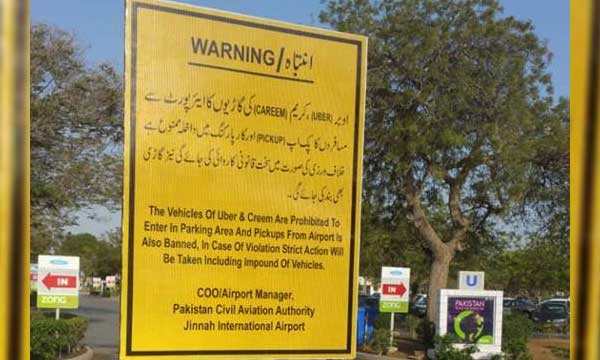 WARNING/انتباہ
اوبر (UBER)، کریم (CAREEM) کی گاڑیوں کا ایئرپورٹ سے
مسافروں کا پک اپ (PICKUP) اور کار پارکنگ میں داخلہ ممنوع ہے
خلاف ورزی کی صورت میں سخت قانونی کاروائی کی جائے گی نیز گاڑی
بھی بند کی جائے گی۔
The Vehicles Of Uber & Creem Are Prohibited To
Enter In Parking Area And Pickups From Airport Is
Also Banned, In Case Of Violation Strict Action Will
Be Taken Including Impound Of Vehicles.
COO/Airport Manager,
Pakistan Civil Aviation Authority
Jinnah International Airport
IN
ZONG
IN
U
PAKISTAN